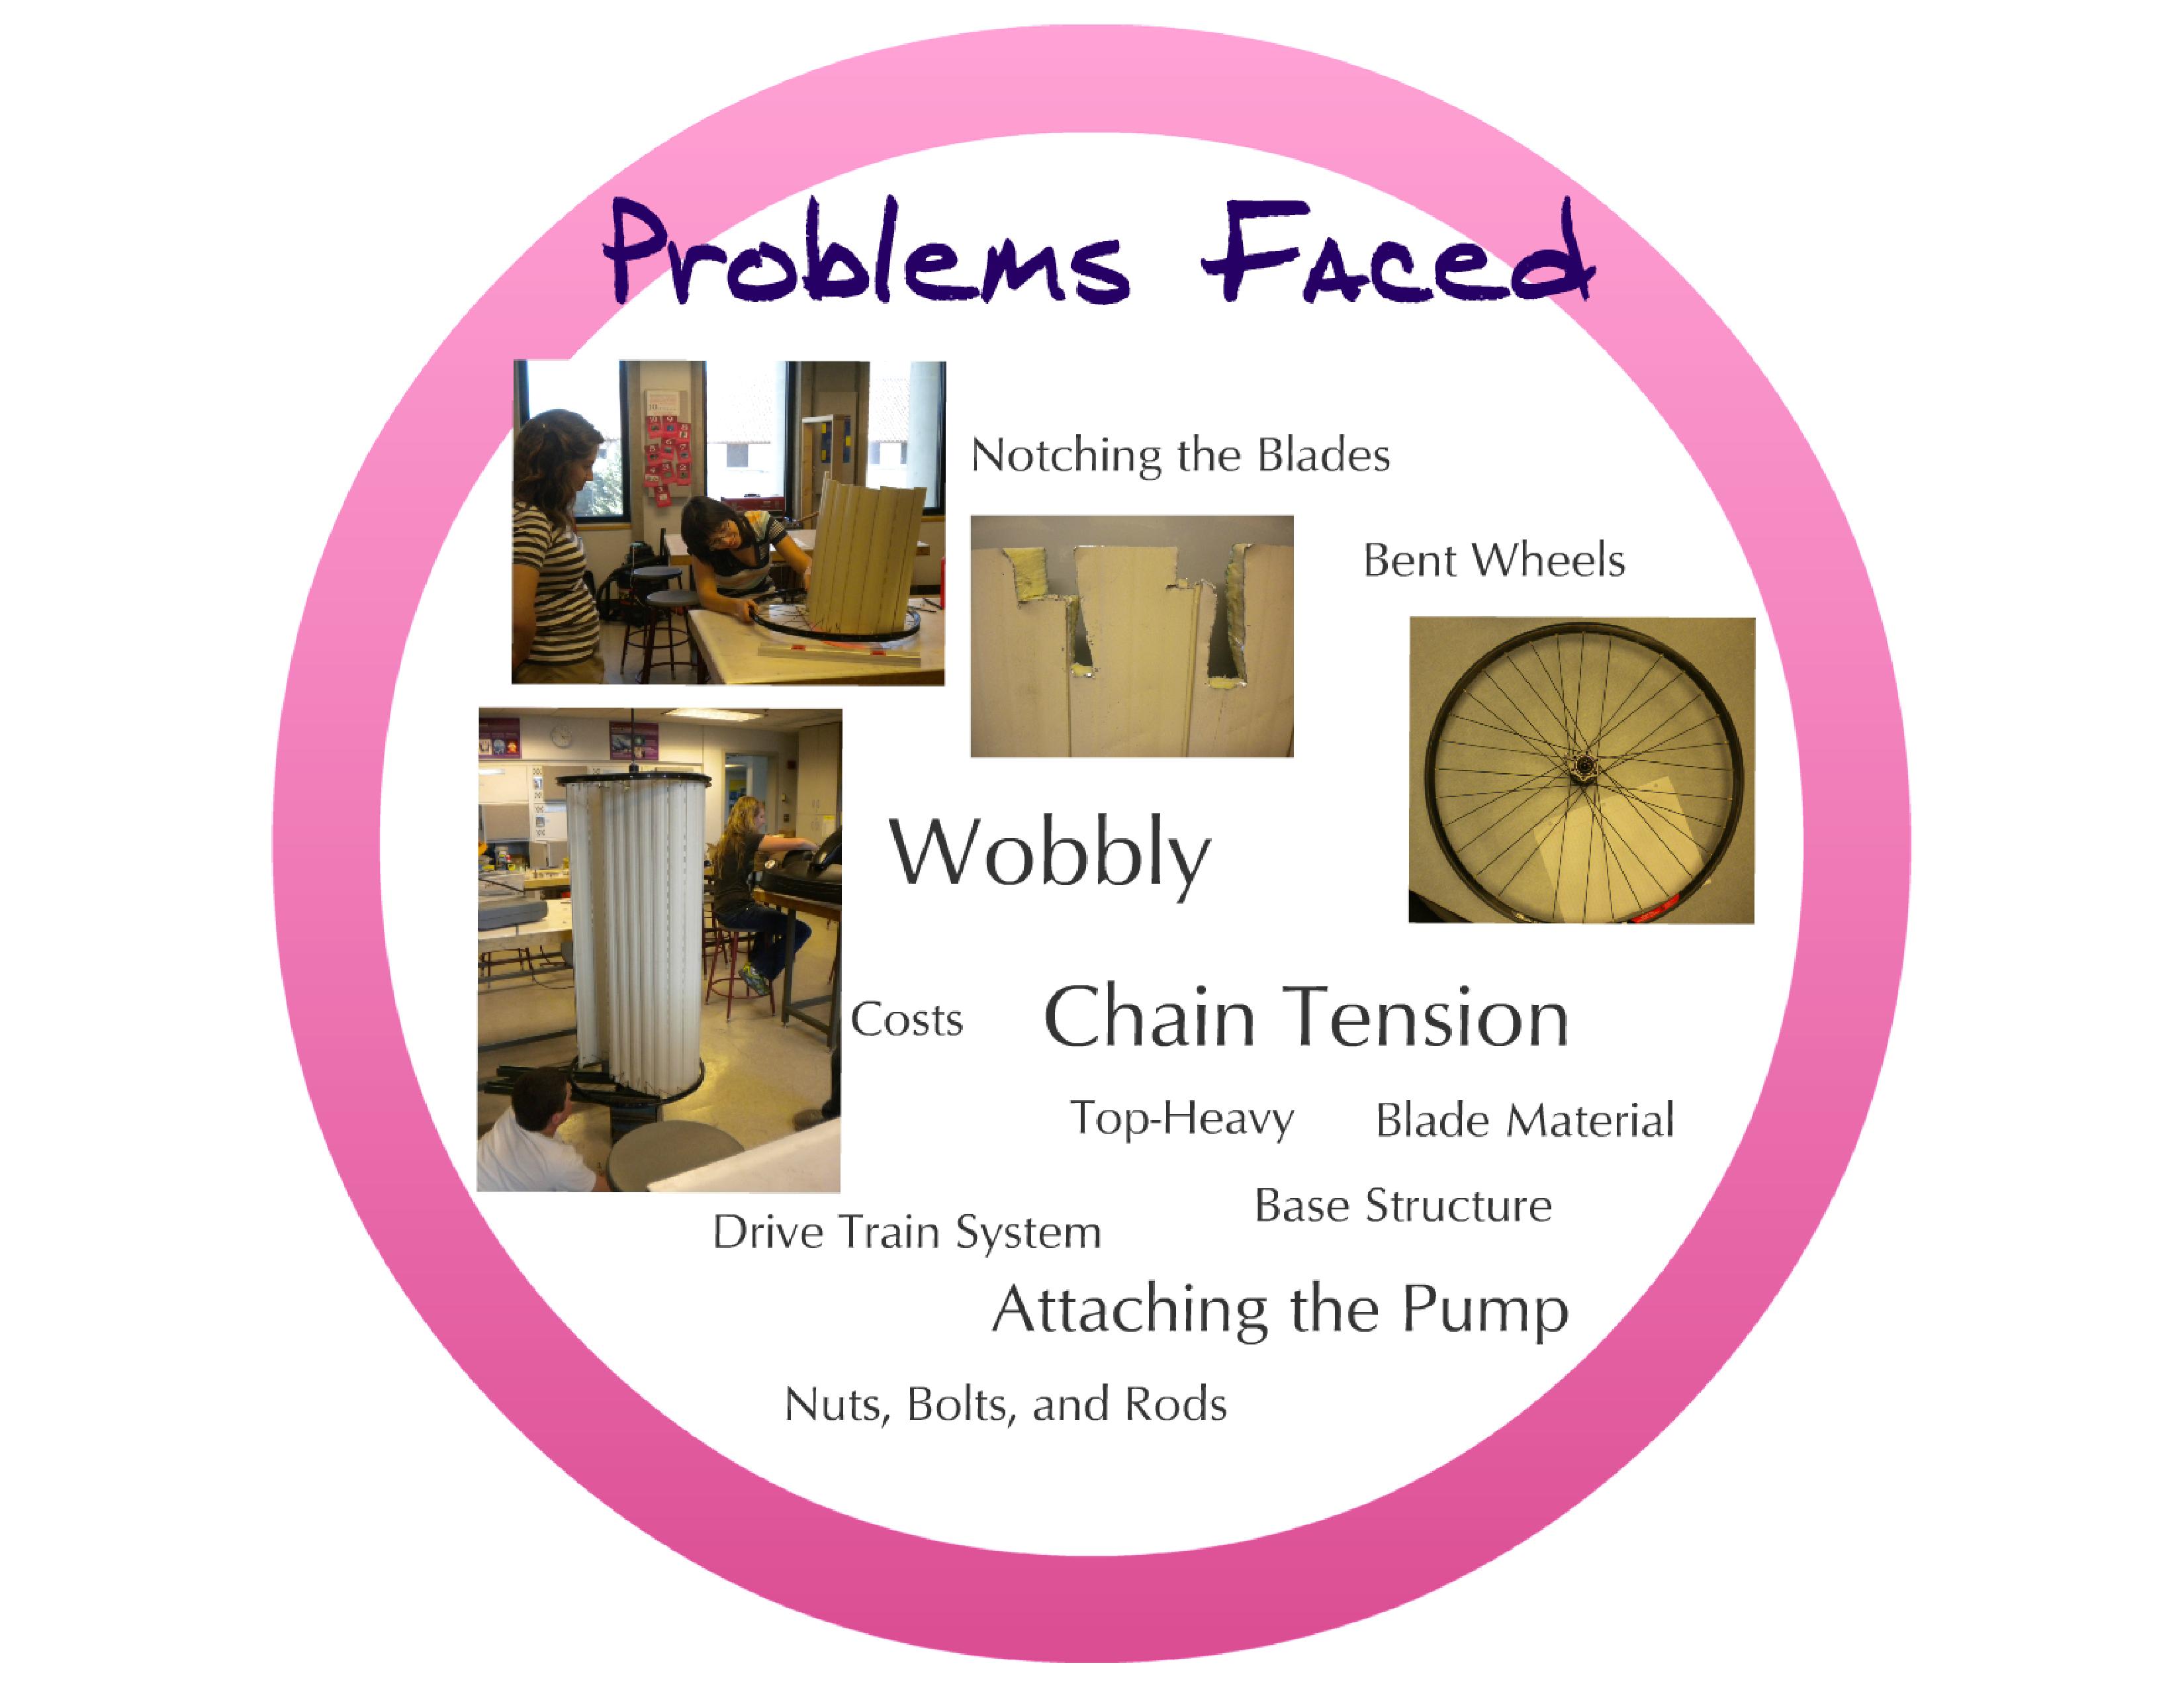 Problems Faced
Notching the Blades
Bent Wheels
Wobbly
Costs
Chain Tension
Top-Heavy
Blade Material
Base Structure
Drive Train System
Attaching the Pump
Nuts, Bolts, and Rods